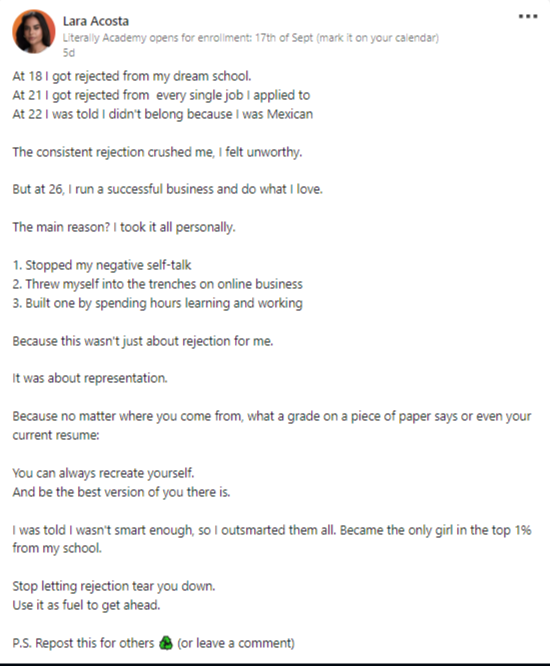 Lara Acosta
Literally Academy opens for enrollment: 17th of Sept (mark it on your calendar)
5d
At 18 I got rejected from my dream school.
At 21 I got rejected from  every single job I applied to
At 22 I was told I didn't belong because I was Mexican
The consistent rejection crushed me, I felt unworthy.
But at 26, I run a successful business and do what I love.
The main reason? I took it all personally.
1. Stopped my negative self-talk
2. Threw myself into the trenches on online business
3. Built one by spending hours learning and working
Because this wasn't just about rejection for me.
It was about representation.
Because no matter where you come from, what a grade on a piece of paper says or even your
current resume:
You can always recreate yourself.
And be the best version of you there is.
I was told I wasn't smart enough, so I outsmarted them all. Became the only girl in the top 1%
from my school.
Stop letting rejection tear you down.
Use it as fuel to get ahead.
P.S. Repost this for others ♻️ (or leave a comment)